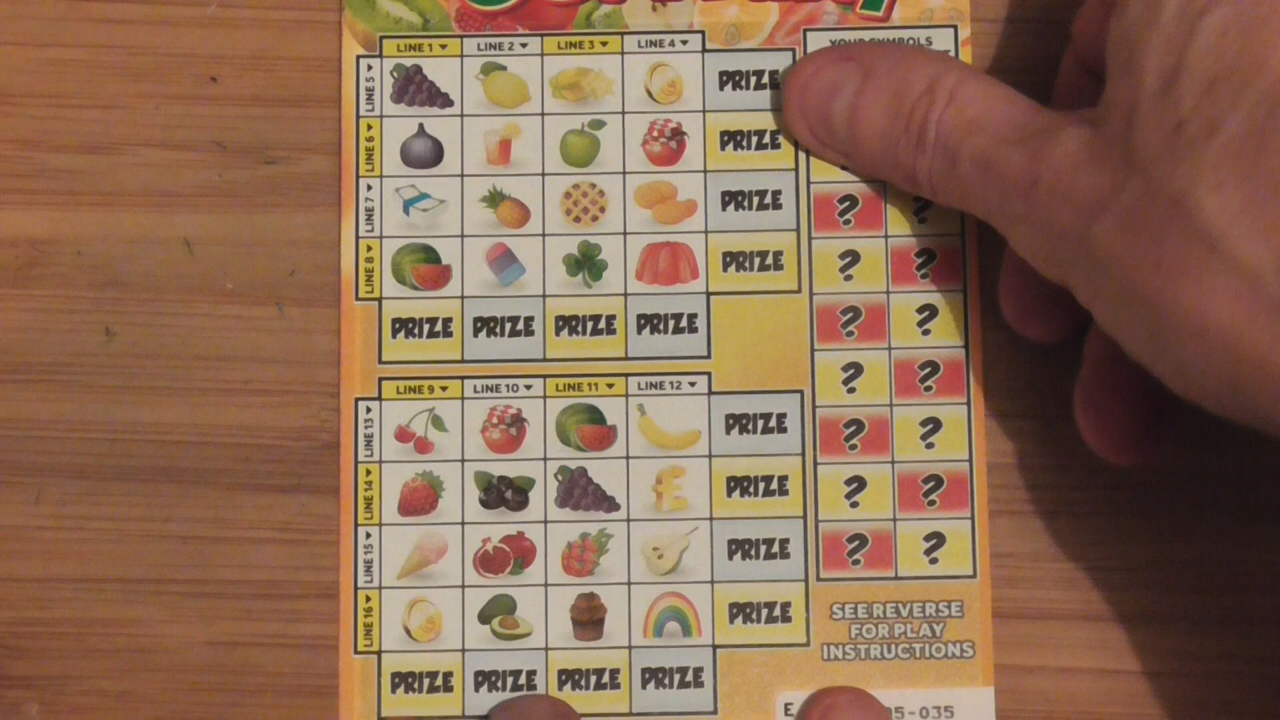 LINE 1 LINE 2 LINE 3 LINE 4
YOUR SYMBOLS
LINE 5
PRIZE
LINE 6
PRIZE
LINE 7
PRIZE
?
?
LINE 8
PRIZE
? ?
PRIZE PRIZE PRIZE PRIZE
? ?
? ?
LINE 9 LINE 10 LINE 11 LINE 12
LINE 13
PRIZE
? ?
LINE 14
£
PRIZE
? ?
LINE 15
PRIZE
? ?
LINE 16
PRIZE
SEE REVERSE
FOR PLAY
INSTRUCTIONS
PRIZE PRIZE PRIZE PRIZE
E 5-035